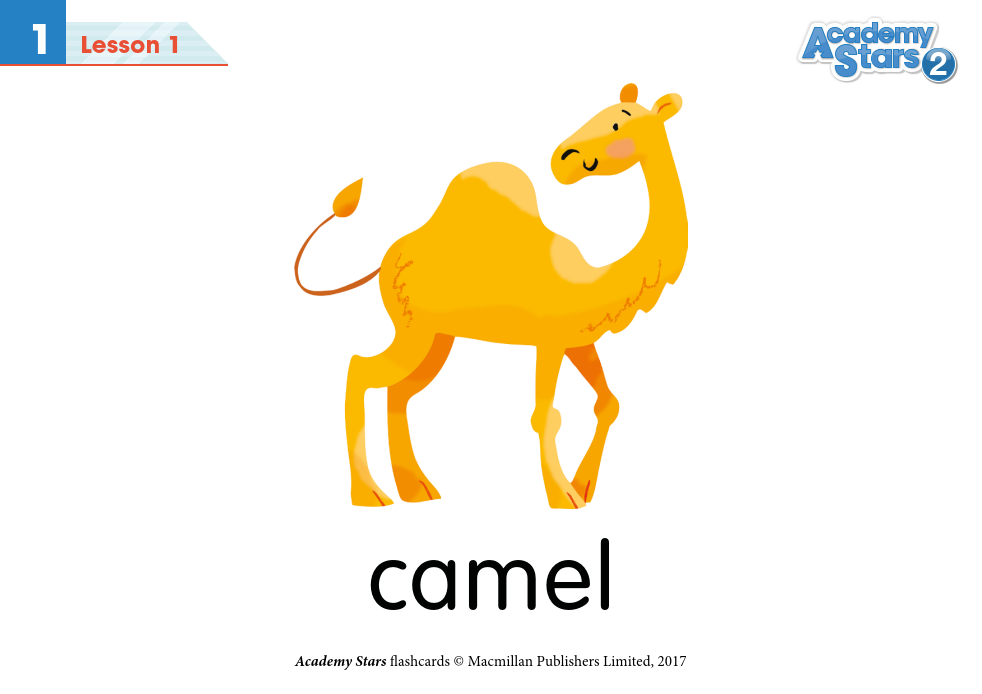 1
Lesson 1
Academy
Stars 2
camel
Academy Stars flashcards © Macmillan Publishers Limited, 2017